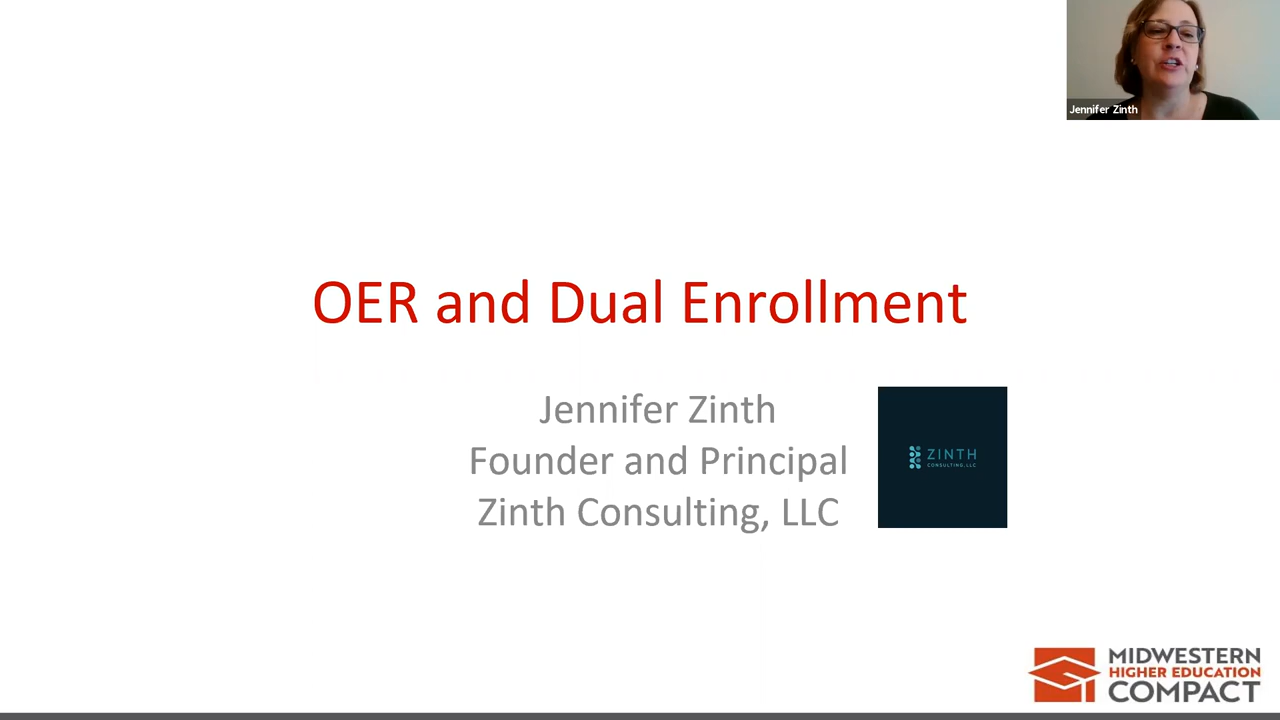 Jennifer Zinth
OER and Dual Enrollment
Jennifer Zinth
Founder and Principal
Zinth Consulting, LLC
ZINTH
CONSULTING, LLC
MIDWESTERN
HIGHER EDUCATION
COMPACT